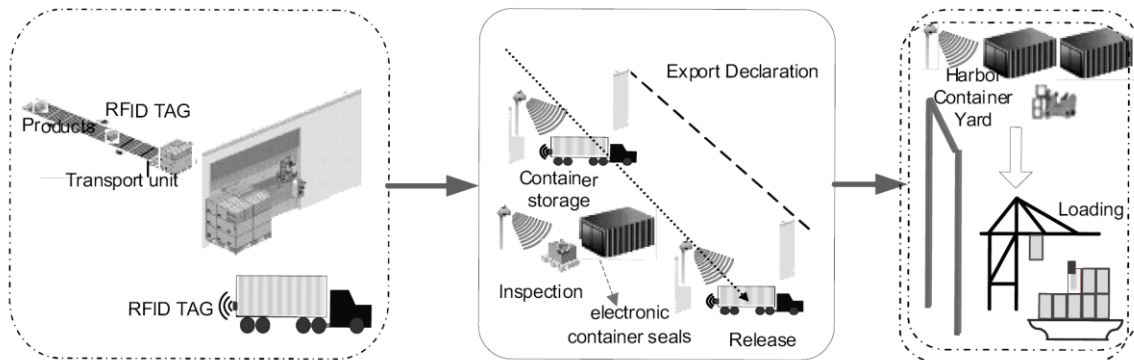 RFID TAG
Products
Transport unit
RFID TAG
Export Declaration
Container
storage
Inspection
electronic
container seals
Release
Harbor
Container
Yard
Loading